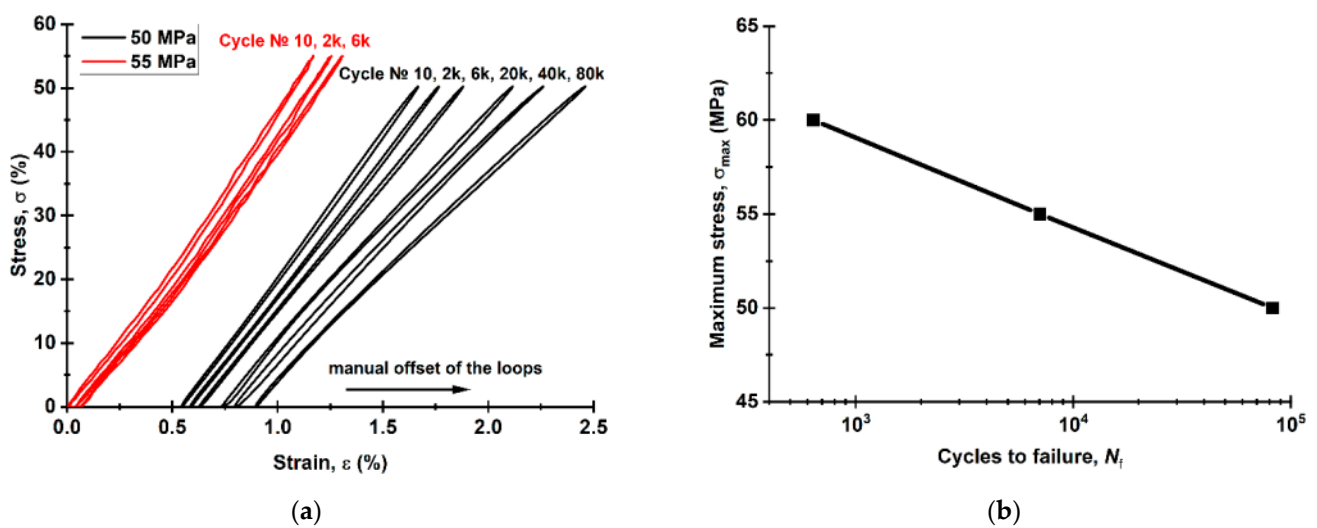 60
50
40
30
20
10
0
Stress, σ (%)
50 MPa
55 MPa
Cycle № 10, 2k, 6k
Cycle № 10, 2k, 6k, 20k, 40k, 80k
manual offset of the loops
0.0 0.5 1.0 1.5 2.0 2.5
Strain, ε (%)
(a)
65
60
55
50
45
Maximum stress, σmax (MPa)
10³ 10⁴ 10⁵
Cycles to failure, Nf
(b)